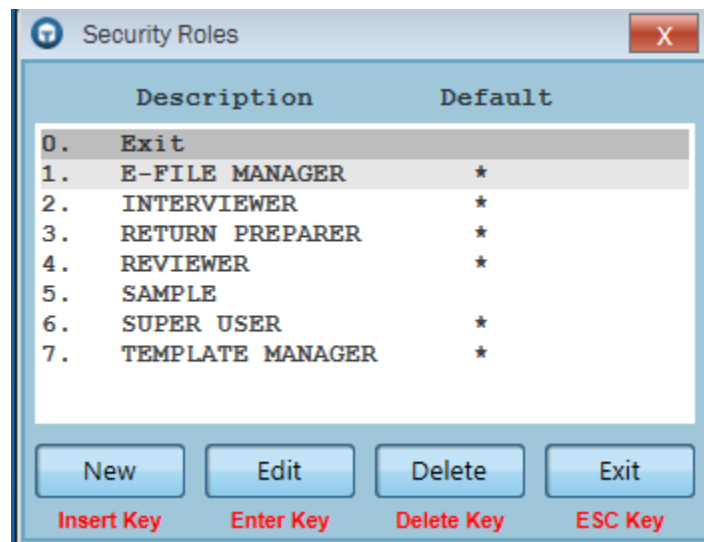 Security Roles
X
Description Default
0. Exit
1. E-FILE MANAGER *
2. INTERVIEWER *
3. RETURN PREPARER *
4. REVIEWER *
5. SAMPLE
6. SUPER USER *
7. TEMPLATE MANAGER *
New Edit Delete Exit
Insert Key Enter Key Delete Key ESC Key